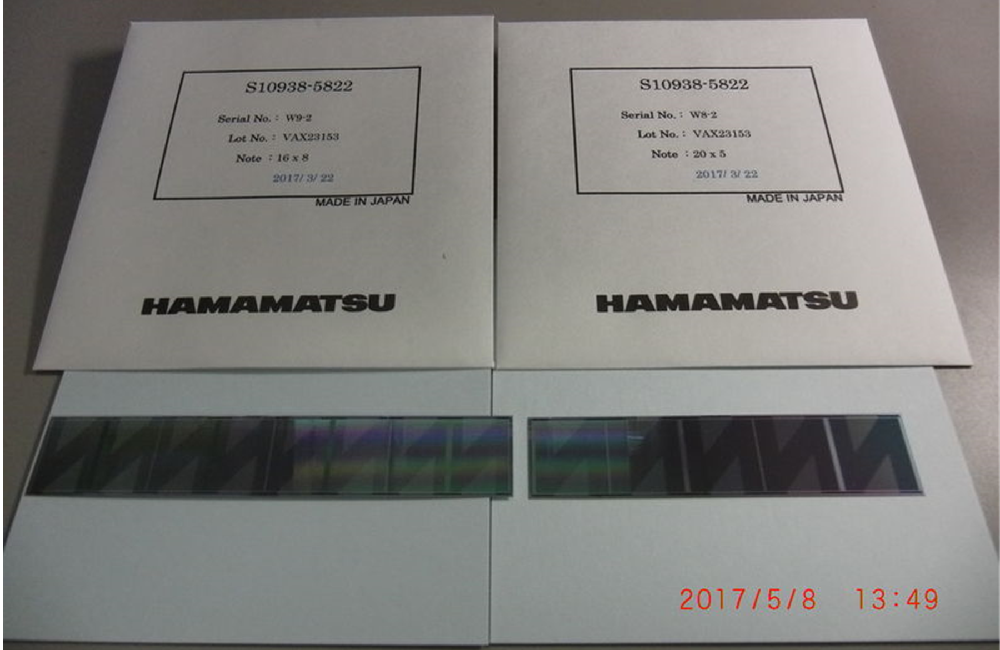 S10938-5822
Serial No. : W9-2
Lot No. : VAX23153
Note : 16 x 8
2017/ 3/ 22
MADE IN JAPAN
HAMAMATSU
S10938-5822
Serial No. : W8-2
Lot No. : VAX23153
Note : 20 x 5
2017/ 3/ 22
MADE IN JAPAN
HAMAMATSU
2017/5/8 13:49